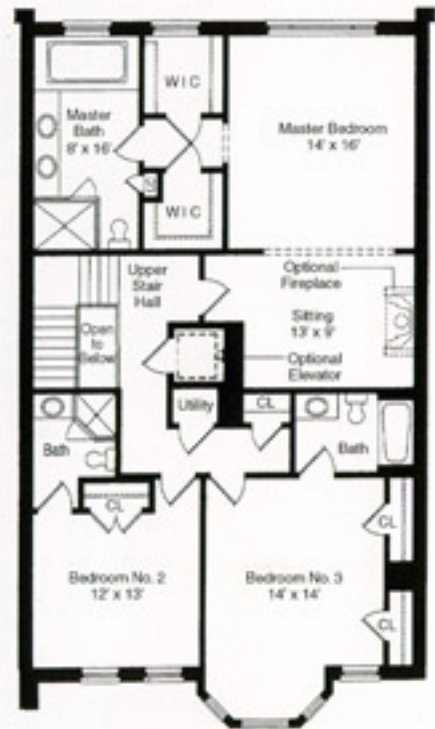 W I C
Master
Bath
8' x 16'
Master Bedroom
14' x 16'
W I C
Upper
Stair
Hall
Optional
Fireplace
Sitting
13' x 9'
Open
to
Below
Optional
Elevator
Utility
CL
Bath
Bath
CL
CL
Bedroom No. 2
12' x 13'
Bedroom No. 3
14' x 14'
CL